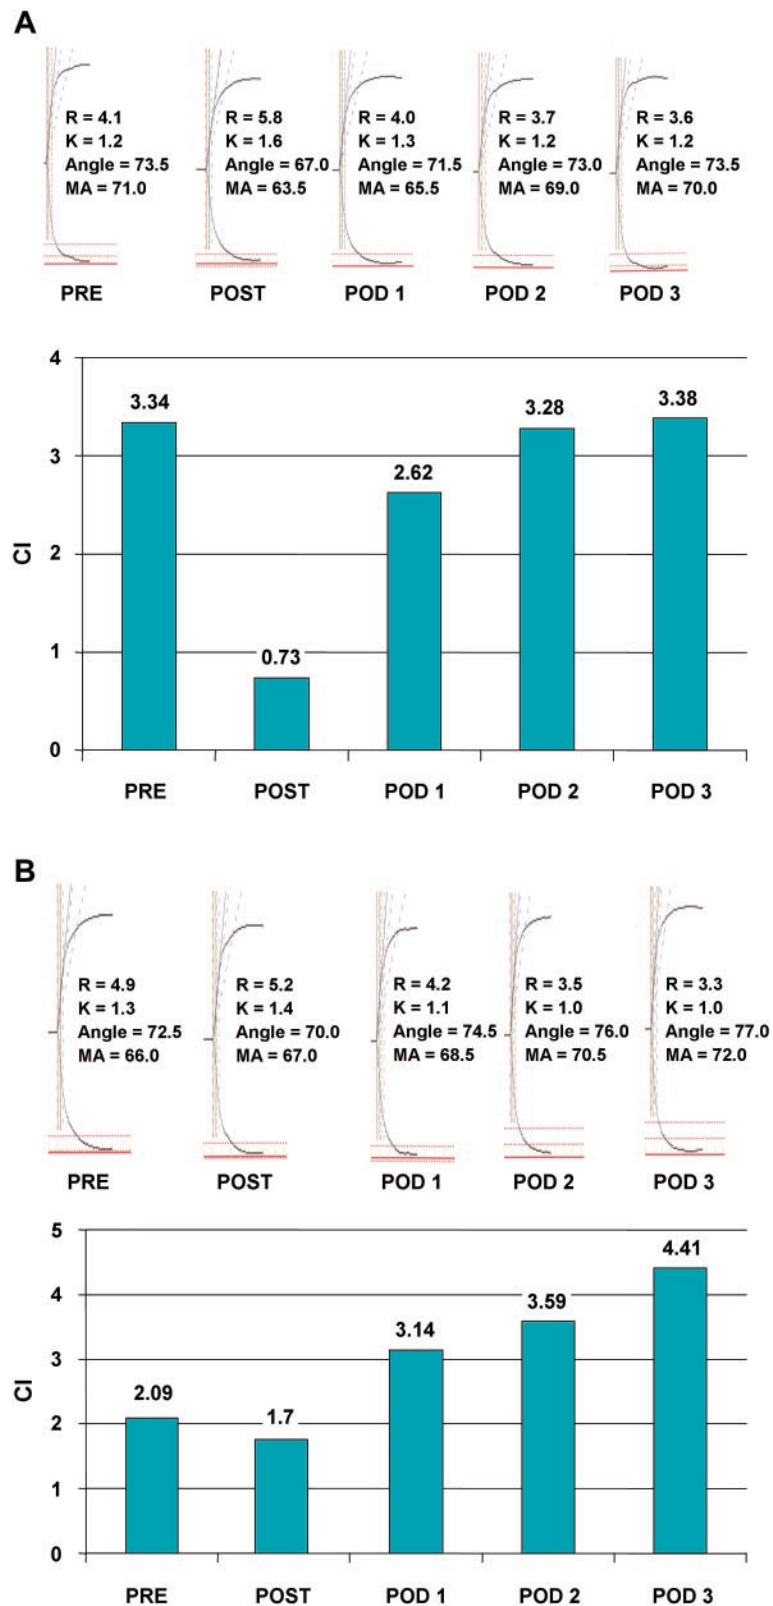 A
R = 4.1
K = 1.2
Angle = 73.5
MA = 71.0
R = 5.8
K = 1.6
Angle = 67.0
MA = 63.5
R = 4.0
K = 1.3
Angle = 71.5
MA = 65.5
R = 3.7
K = 1.2
Angle = 73.0
MA = 69.0
R = 3.6
K = 1.2
Angle = 73.5
MA = 70.0
PRE POST POD 1 POD 2 POD 3
4
3
2
1
0
CI
3.34
0.73
2.62
3.28
3.38
PRE POST POD 1 POD 2 POD 3
B
R = 4.9
K = 1.3
Angle = 72.5
MA = 66.0
R = 5.2
K = 1.4
Angle = 70.0
MA = 67.0
R = 4.2
K = 1.1
Angle = 74.5
MA = 68.5
R = 3.5
K = 1.0
Angle = 76.0
MA = 70.5
R = 3.3
K = 1.0
Angle = 77.0
MA = 72.0
PRE POST POD 1 POD 2 POD 3
5
4
3
2
1
0
CI
2.09
1.7
3.14
3.59
4.41
PRE POST POD 1 POD 2 POD 3